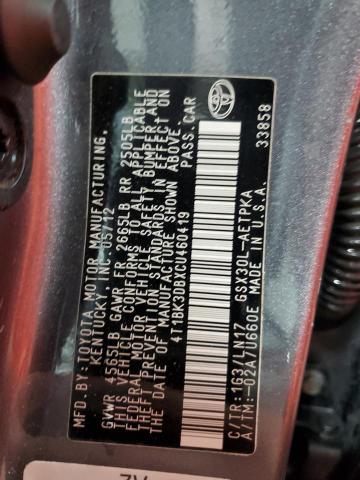 MFD.BY:TOYOTA MOTOR MANUFACTURING,
KENTUCKY,INC. 05/12
GVWR 4565LB GAWR FR 2665LB RR 2505LB
THIS VEHICLE CONFORMS TO ALL APPLICABLE
FEDERAL MOTOR VEHICLE SAFETY, BUMPER, AND
THEFT PREVENTION STANDARDS IN EFFECT ON
THE DATE OF MANUFACTURE SHOWN ABOVE.
4T1BK3DBXCU460419 PASS.CAR
C/TR:1G3/LM17 GSX30L-AETPKA
A/TM:-02A/U660E MADE IN U.S.A. 33858